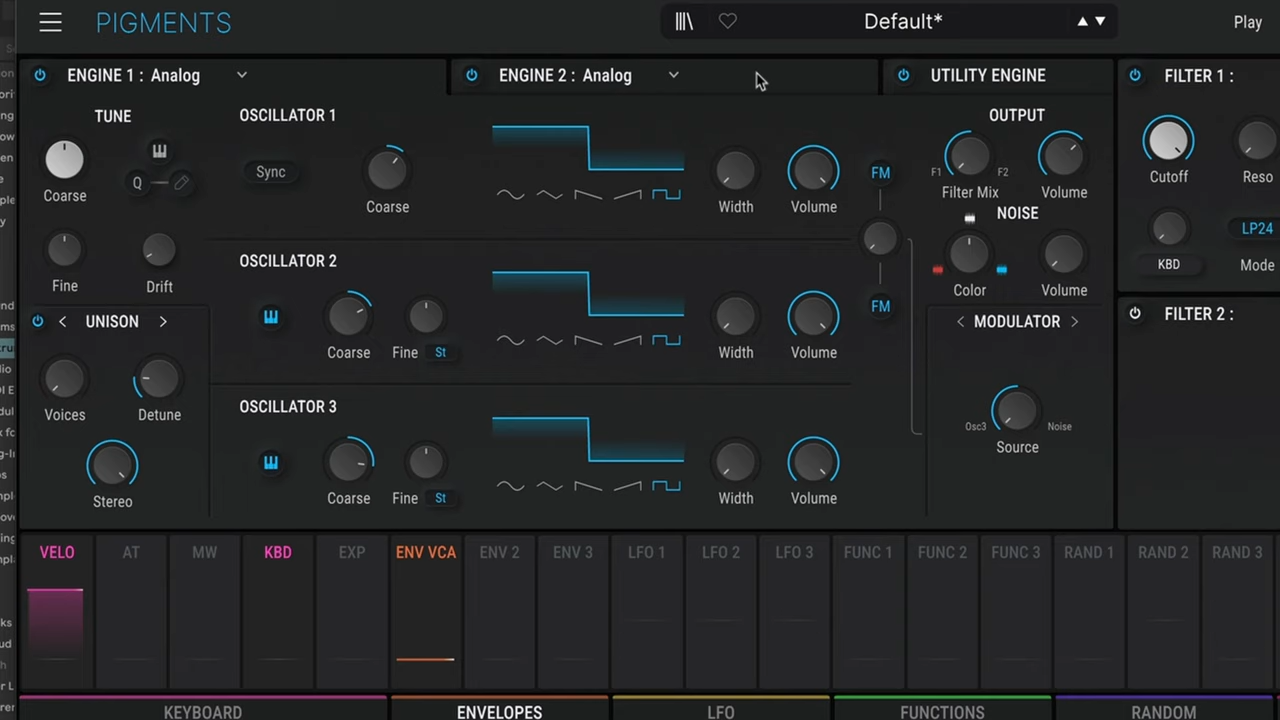 PIGMENTS
Default*
Play
ENGINE 1 : Analog
ENGINE 2 : Analog
UTILITY ENGINE
FILTER 1 :
TUNE
OSCILLATOR 1
OUTPUT
Sync
FM
F1
F2
Q
Coarse
Coarse
Width
Volume
Filter Mix
Volume
Cutoff
Reso
NOISE
LP24
OSCILLATOR 2
KBD
Mode
Fine
Drift
Color
Volume
FM
UNISON
MODULATOR
FILTER 2 :
Coarse
Fine
St
Width
Volume
Voices
Detune
OSCILLATOR 3
Osc3
Noise
Source
Stereo
Coarse
Fine
St
Width
Volume
VELO
AT
MW
KBD
EXP
ENV VCA
ENV 2
ENV 3
LFO 1
LFO 2
LFO 3
FUNC 1
FUNC 2
FUNC 3
RAND 1
RAND 2
RAND 3
KEYBOARD
ENVELOPES
LFO
FUNCTIONS
RANDOM